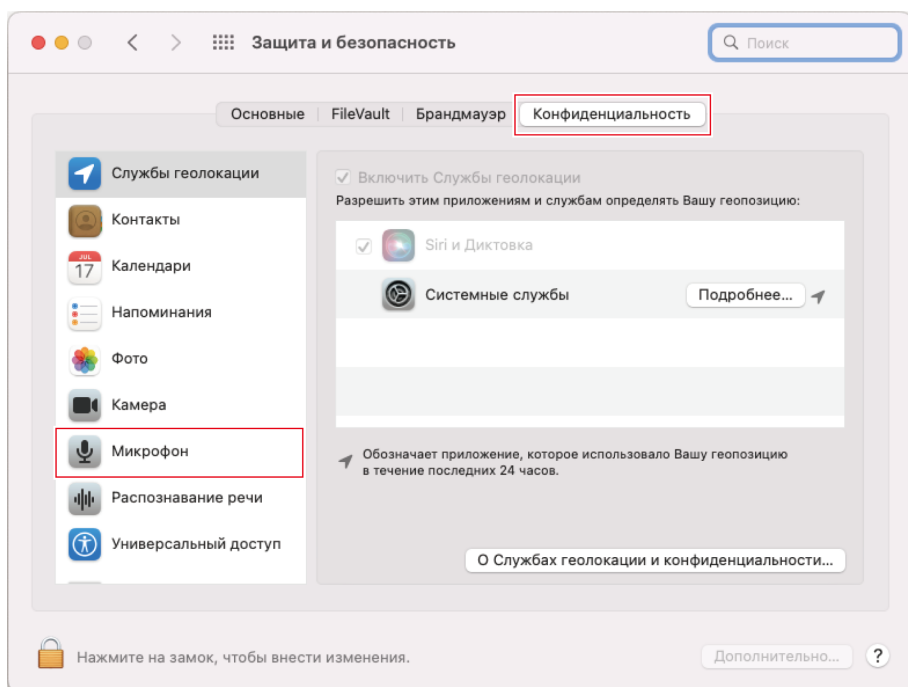 Защита и безопасность
Поиск
Основные
FileVault
Брандмауэр
Конфиденциальность
Службы геолокации
Контакты
JUL
17
Календари
Напоминания
Фото
Камера
Микрофон
Распознавание речи
Универсальный доступ
Включить Службы геолокации
Разрешить этим приложениям и службам определять Вашу геопозицию:
Siri и Диктовка
Системные службы
Подробнее...
Обозначает приложение, которое использовало Вашу геопозицию
в течение последних 24 часов.
О Службах геолокации и конфиденциальности...
Нажмите на замок, чтобы внести изменения.
Дополнительно...
?